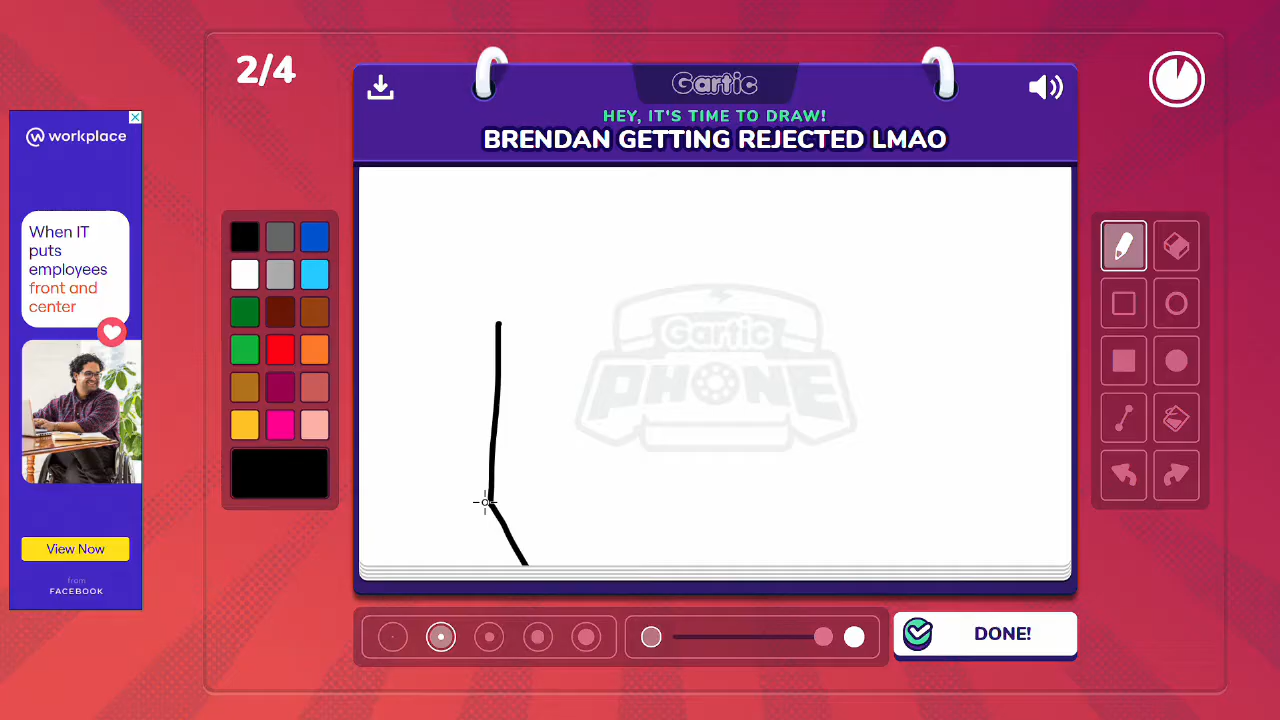 2/4
Gartic
HEY, IT'S TIME TO DRAW!
BRENDAN GETTING REJECTED LMAO
workplace
When IT
puts
employees
front and
center
View Now
from
FACEBOOK
Gartic
PHONE
DONE!